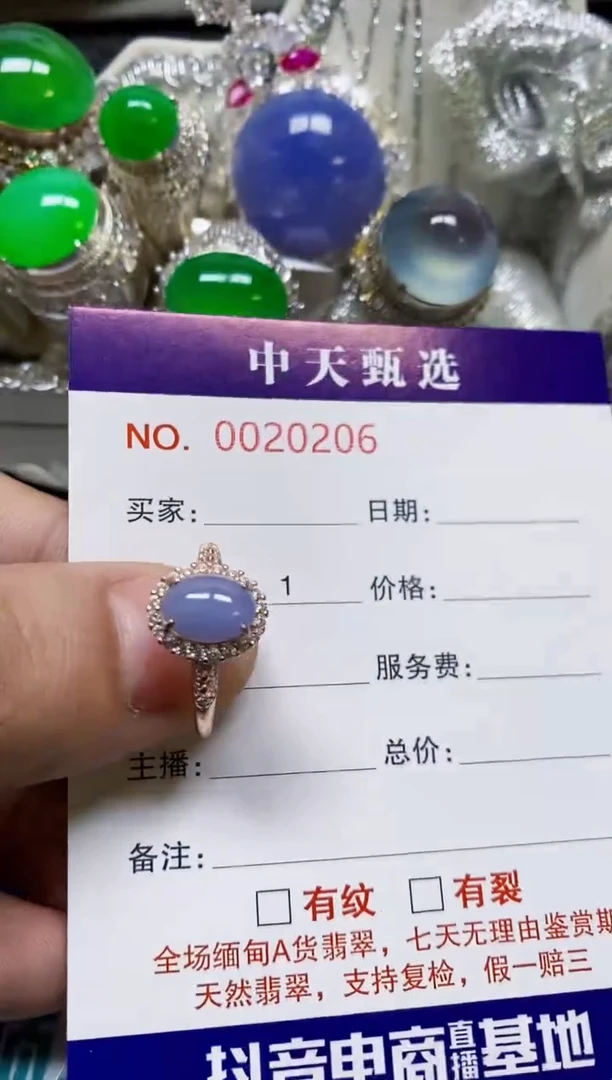 中天甄选
NO. 0020206
买家: 日期:
1 价格:
服务费:
主播: 总价:
备注:
有纹 有裂
全场缅甸A货翡翠，七天无理由鉴赏期
天然翡翠，支持复检，假一赔三
抖音电商直播基地